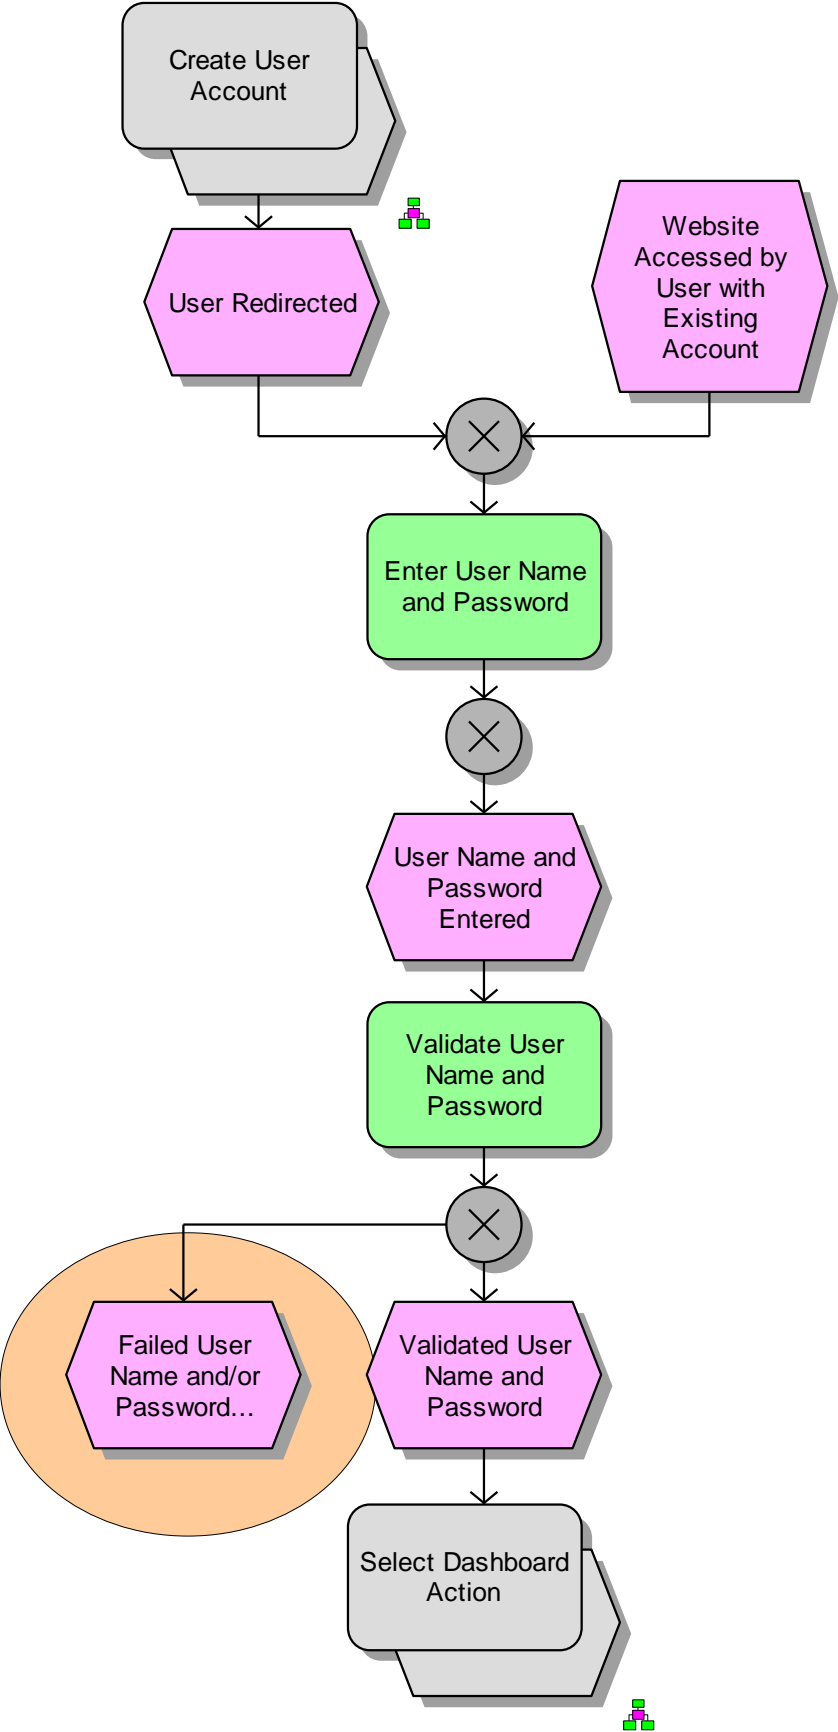 Create User
Account
User Redirected
Website
Accessed by
User with
Existing
Account
Enter User Name
and Password
User Name and
Password
Entered
Validate User
Name and
Password
Failed User
Name and/or
Password...
Validated User
Name and
Password
Select Dashboard
Action